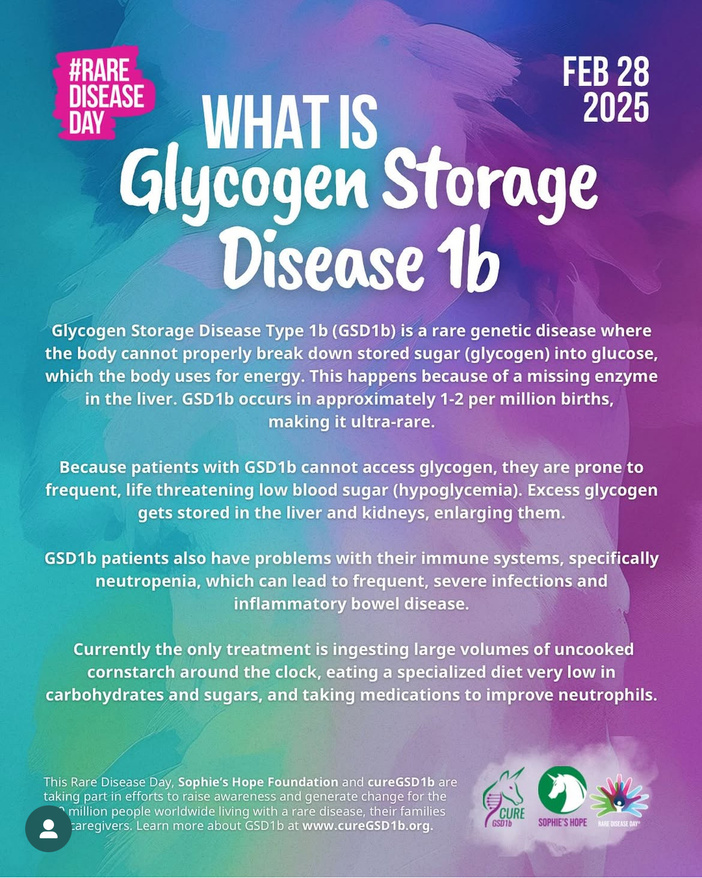 #RARE
DISEASE
DAY
FEB 28
2025
WHAT IS
Glycogen Storage
Disease 1b
Glycogen Storage Disease Type 1b (GSD1b) is a rare genetic disease where
the body cannot properly break down stored sugar (glycogen) into glucose,
which the body uses for energy. This happens because of a missing enzyme
in the liver. GSD1b occurs in approximately 1-2 per million births,
making it ultra-rare.
Because patients with GSD1b cannot access glycogen, they are prone to
frequent, life threatening low blood sugar (hypoglycemia). Excess glycogen
gets stored in the liver and kidneys, enlarging them.
GSD1b patients also have problems with their immune systems, specifically
neutropenia, which can lead to frequent, severe infections and
inflammatory bowel disease.
Currently the only treatment is ingesting large volumes of uncooked
cornstarch around the clock, eating a specialized diet very low in
carbohydrates and sugars, and taking medications to improve neutrophils.
This Rare Disease Day, Sophie's Hope Foundation and cureGSD1b are
taking part in efforts to raise awareness and generate change for the
million people worldwide living with a rare disease, their families
caregivers. Learn more about GSD1b at www.cureGSD1b.org.
CURE
GSD1b
SOPHIE'S HOPE
RARE DISEASE DAY